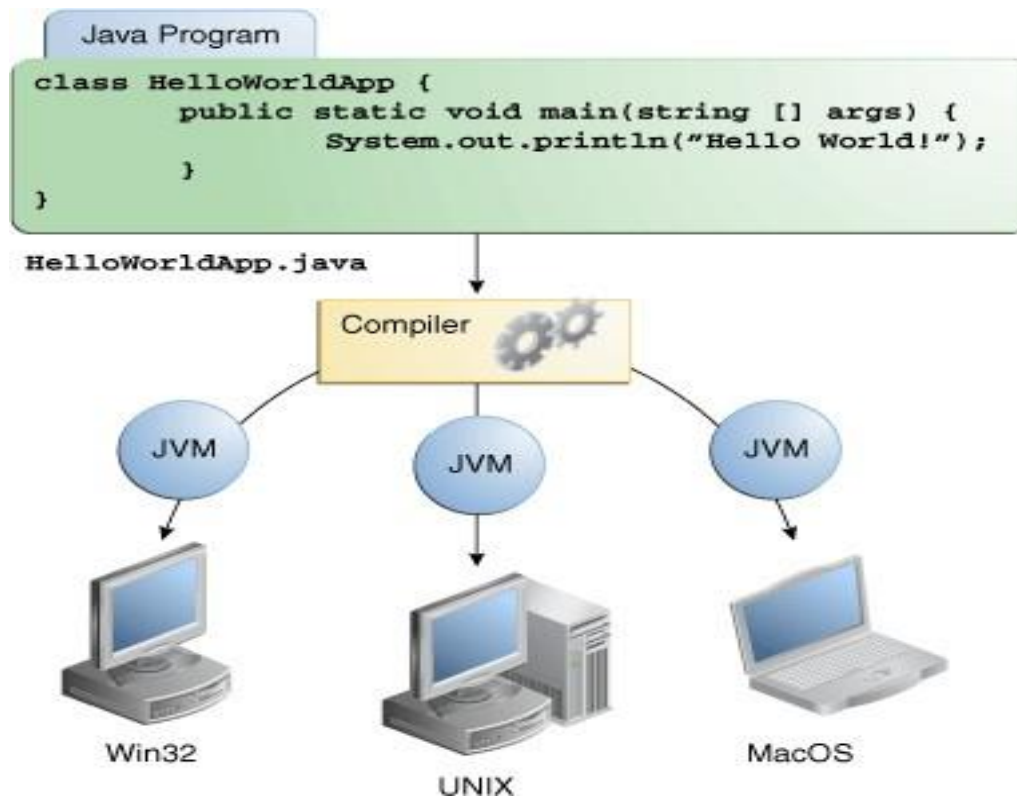 Java Program
class HelloWorldApp {
public static void main(string [] args) {
System.out.println("Hello World!");
}
}
HelloWorldApp.java
Compiler
JVM
JVM
JVM
Win32
UNIX
MacOS